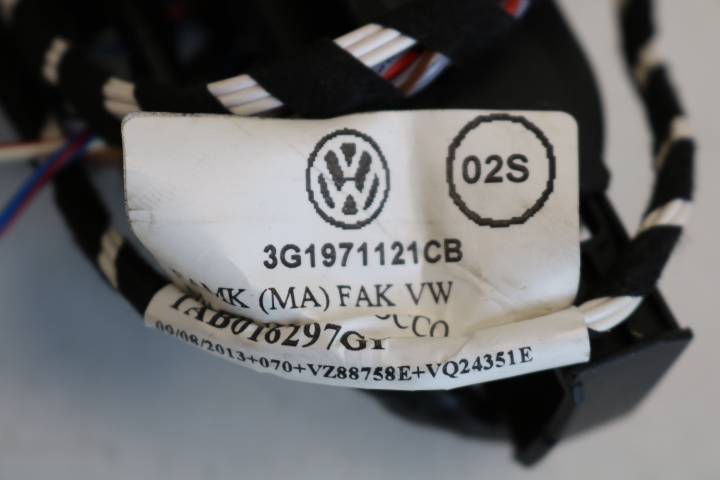 02S
3G1971121CB
(MA) FAK VW
09/08/2013+070+VZ88758E+VQ24351E